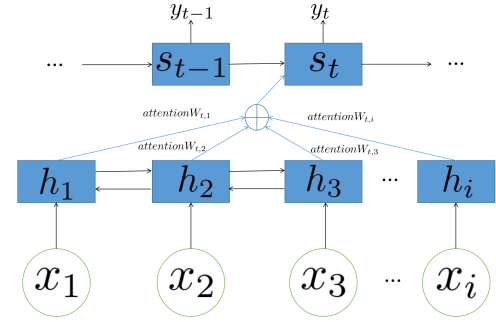 y_{t-1} y_t
... s_{t-1} s_t ...
attentionW_{t,1} attentionW_{t,i}
attentionW_{t,2} attentionW_{t,3}
h_1 h_2 h_3 ... h_i
x_1 x_2 x_3 ... x_i